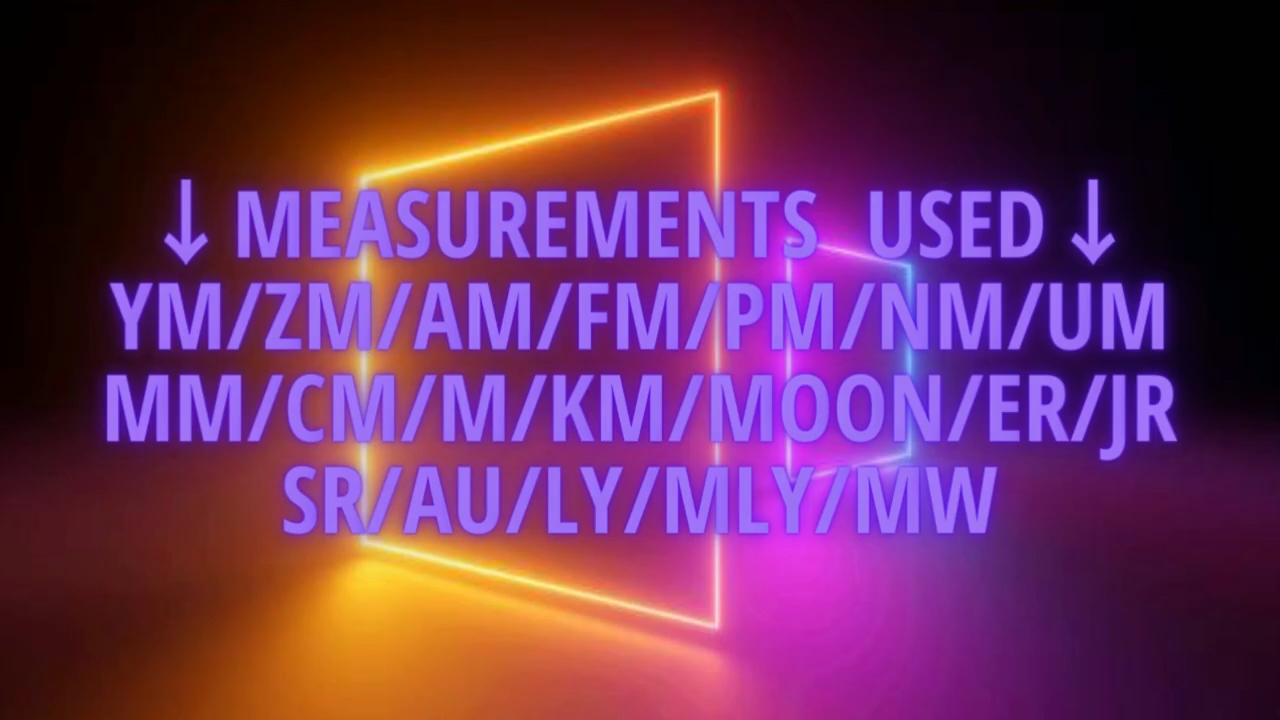 ↓ MEASUREMENTS USED ↓
YM/ZM/AM/FM/PM/NM/UM
MM/CM/M/KM/MOON/ER/JR
SR/AU/LY/MLY/MW